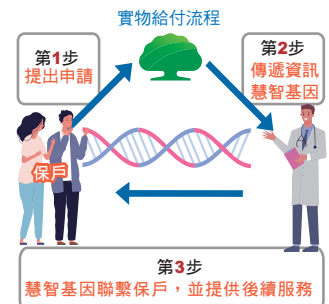 實物給付流程
第1步
提出申請
第2步
傳遞資訊
慧智基因
保戶
第3步
慧智基因聯繫保戶，並提供後續服務